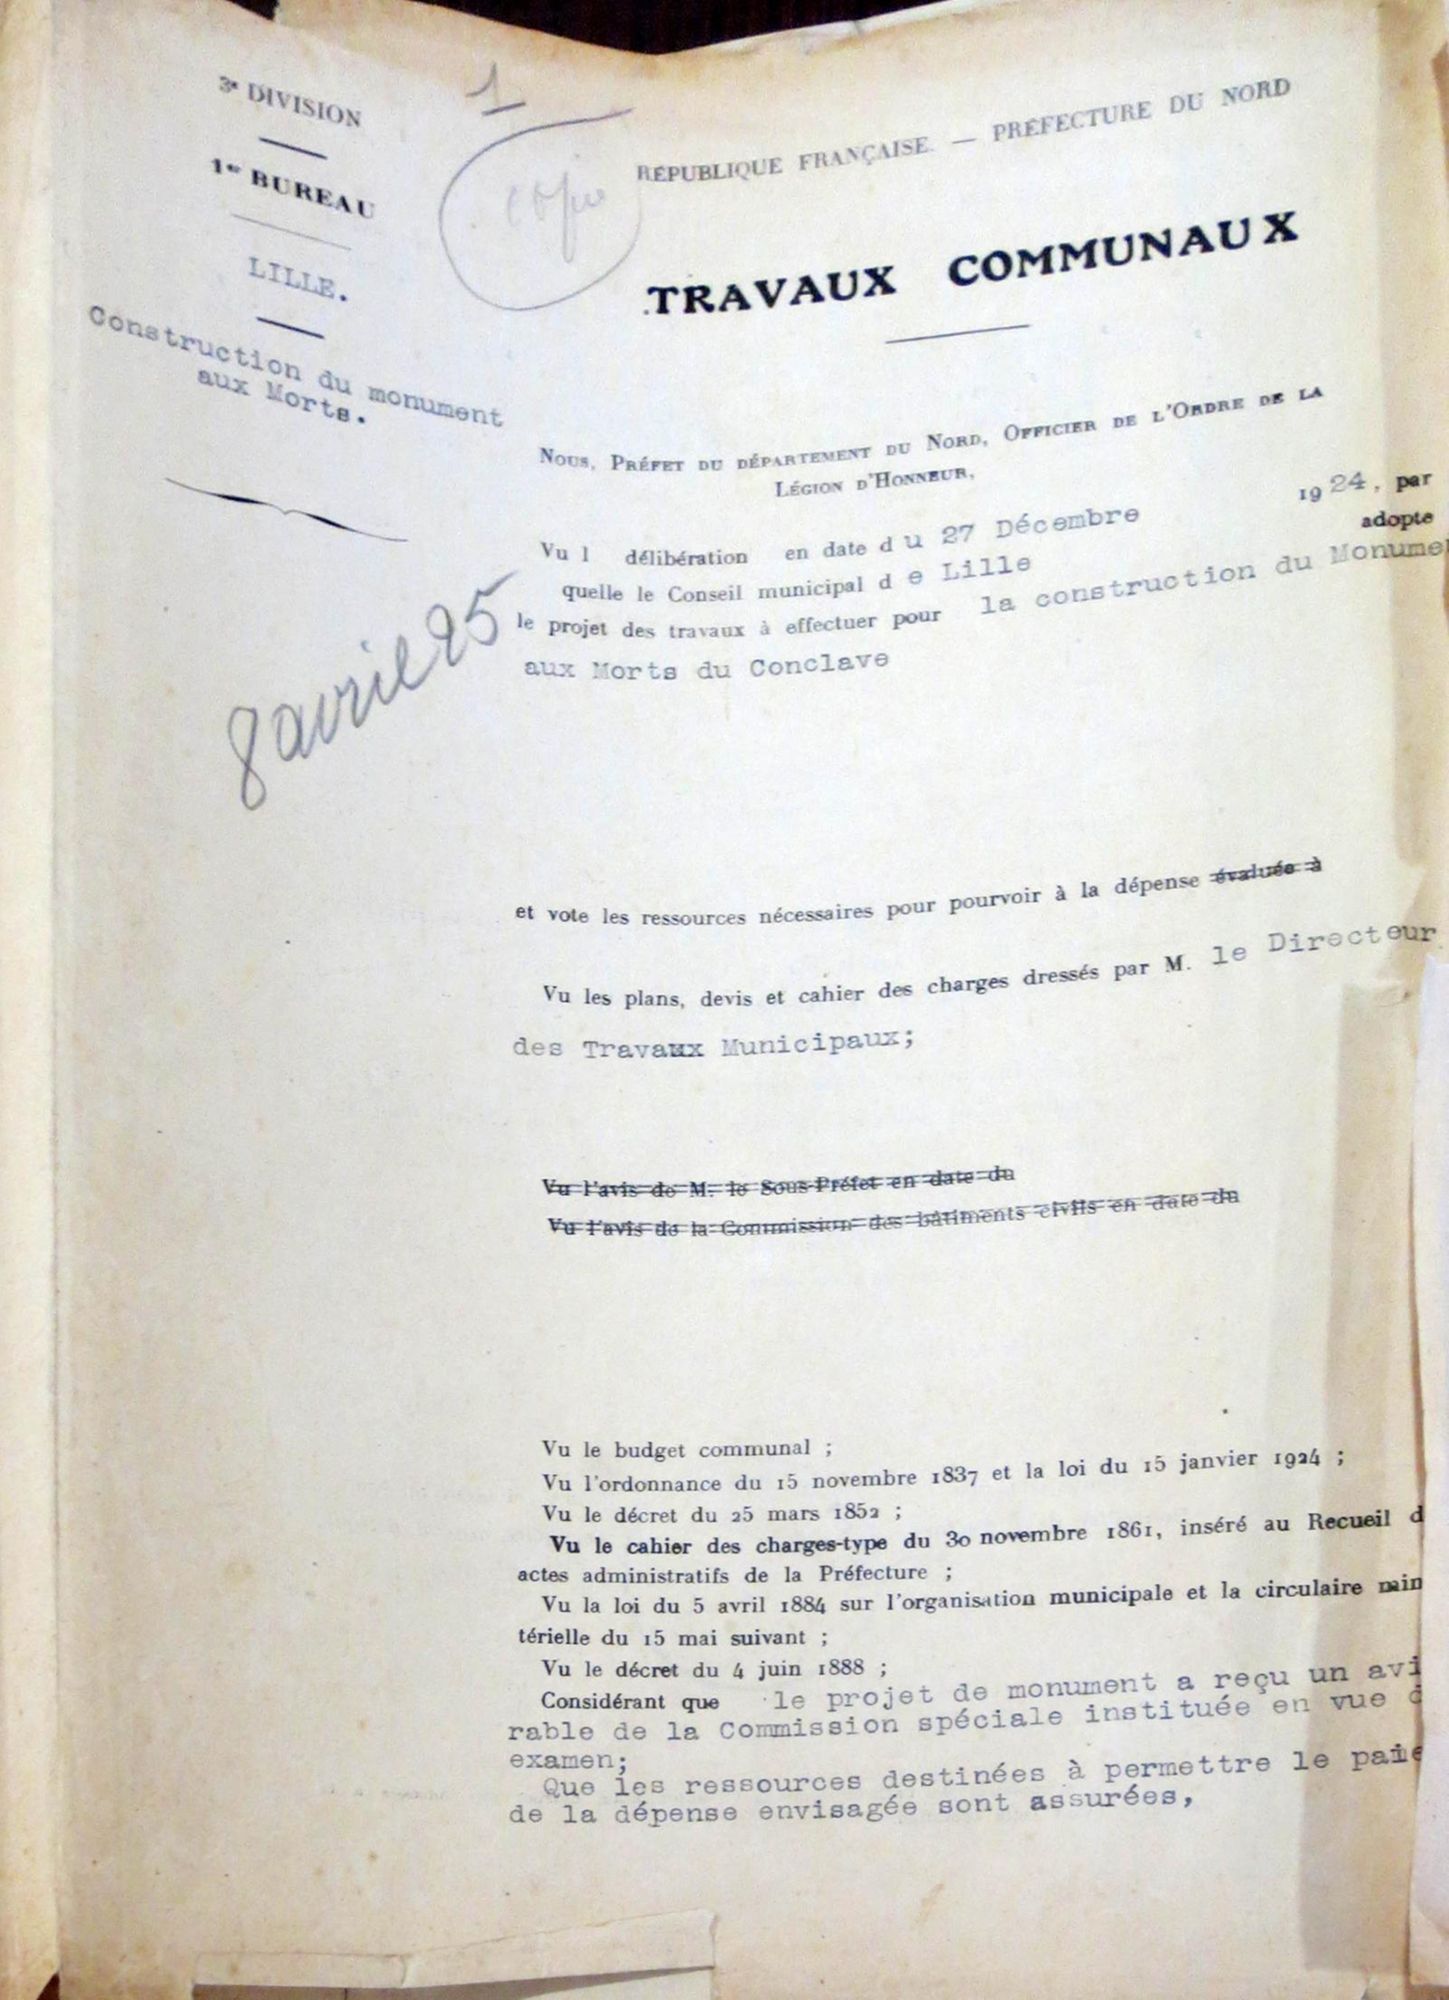 3e DIVISION
1er BUREAU
LILLE.
Construction du monument
aux Morts.
1
copie
8 avril 25
RÉPUBLIQUE FRANÇAISE. — PRÉFECTURE DU NORD
TRAVAUX COMMUNAUX
NOUS, PRÉFET DU DÉPARTEMENT DU NORD, OFFICIER DE L'ORDRE DE LA
LÉGION D'HONNEUR,
Vu l délibération en date d u 27 Décembre 1924, par
quelle le Conseil municipal d e Lille adopte
le projet des travaux à effectuer pour la construction du Monume
aux Morts du Conclave
et vote les ressources nécessaires pour pourvoir à la dépense évaluée à
Vu les plans, devis et cahier des charges dressés par M. le Directeur
des Travaux Municipaux;
Vu l'avis de M. le Sous-Préfet en date du
Vu l'avis de la Commission des bâtiments civils en date du
Vu le budget communal ;
Vu l'ordonnance du 15 novembre 1837 et la loi du 15 janvier 1924 ;
Vu le décret du 25 mars 1852 ;
Vu le cahier des charges-type du 30 novembre 1861, inséré au Recueil d
actes administratifs de la Préfecture ;
Vu la loi du 5 avril 1884 sur l'organisation municipale et la circulaire min
térielle du 15 mai suivant ;
Vu le décret du 4 juin 1888 ;
Considérant que le projet de monument a reçu un avi
rable de la Commission spéciale instituée en vue d
examen;
Que les ressources destinées à permettre le paie
de la dépense envisagée sont assurées,